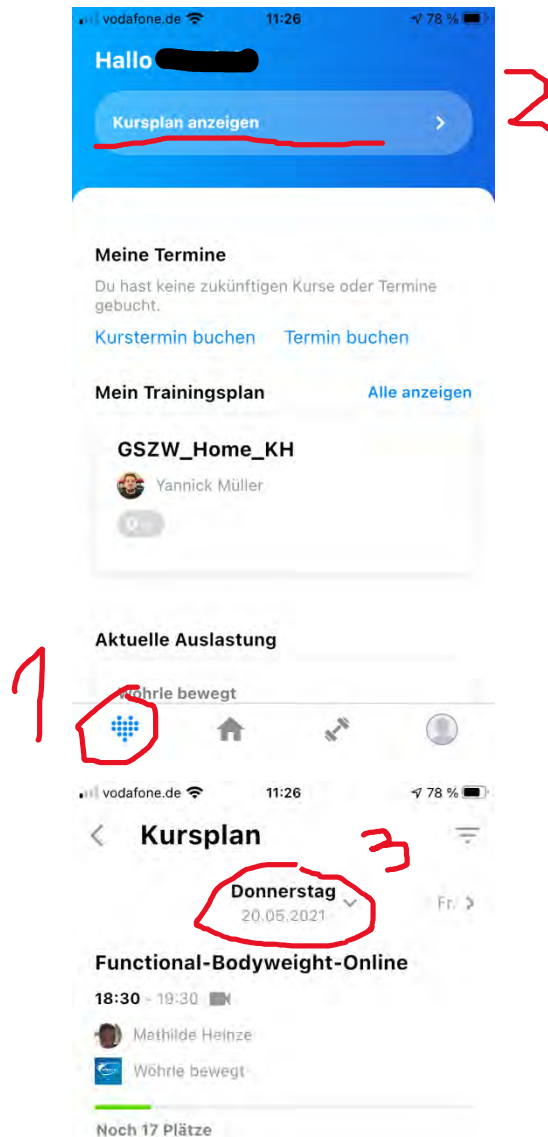 vodafone.de 11:26 78 %
Hallo
Kursplan anzeigen
2
Meine Termine
Du hast keine zukünftigen Kurse oder Termine
gebucht.
Kurstermin buchen Termin buchen
Mein Trainingsplan Alle anzeigen
GSZW_Home_KH
Yannick Müller
0
Aktuelle Auslastung
1
Wöhrle bewegt
vodafone.de 11:26 78 %
Kursplan
3
Donnerstag
20.05.2021 Fr.
Functional-Bodyweight-Online
18:30 - 19:30
Mathilde Heinze
Wöhrle bewegt
Noch 17 Plätze